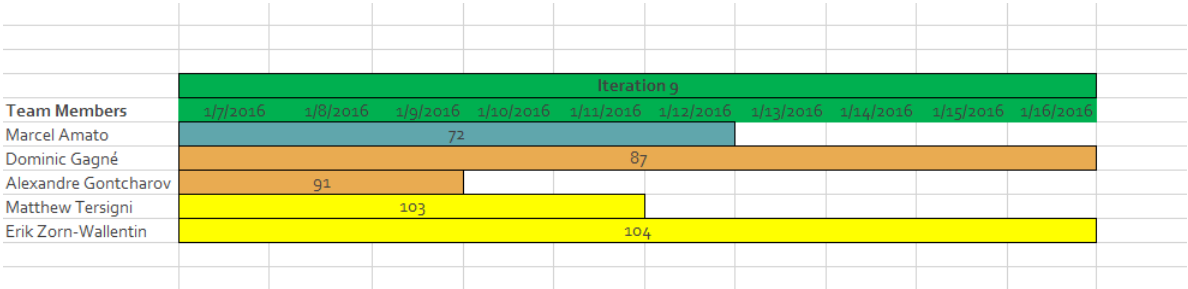 Iteration 9
Team Members 1/7/2016 1/8/2016 1/9/2016 1/10/2016 1/11/2016 1/12/2016 1/13/2016 1/14/2016 1/15/2016 1/16/2016
Marcel Amato 72
Dominic Gagné 87
Alexandre Gontcharov 91
Matthew Tersigni 103
Erik Zorn-Wallentin 104